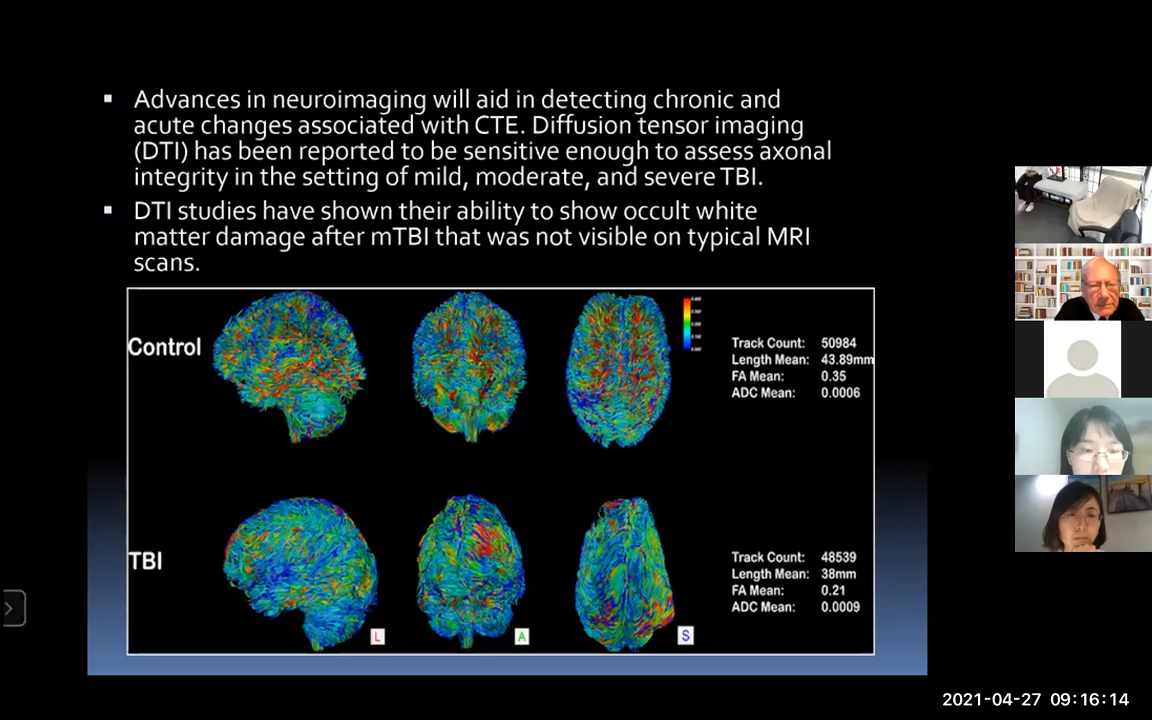 Advances in neuroimaging will aid in detecting chronic and
acute changes associated with CTE. Diffusion tensor imaging
(DTI) has been reported to be sensitive enough to assess axonal
integrity in the setting of mild, moderate, and severe TBI.
DTI studies have shown their ability to show occult white
matter damage after mTBI that was not visible on typical MRI
scans.
Control
Track Count: 50984
Length Mean: 43.89mm
FA Mean: 0.35
ADC Mean: 0.0006
TBI
Track Count: 48539
Length Mean: 38mm
FA Mean: 0.21
ADC Mean: 0.0009
L
A
S
2021-04-27 09:16:14